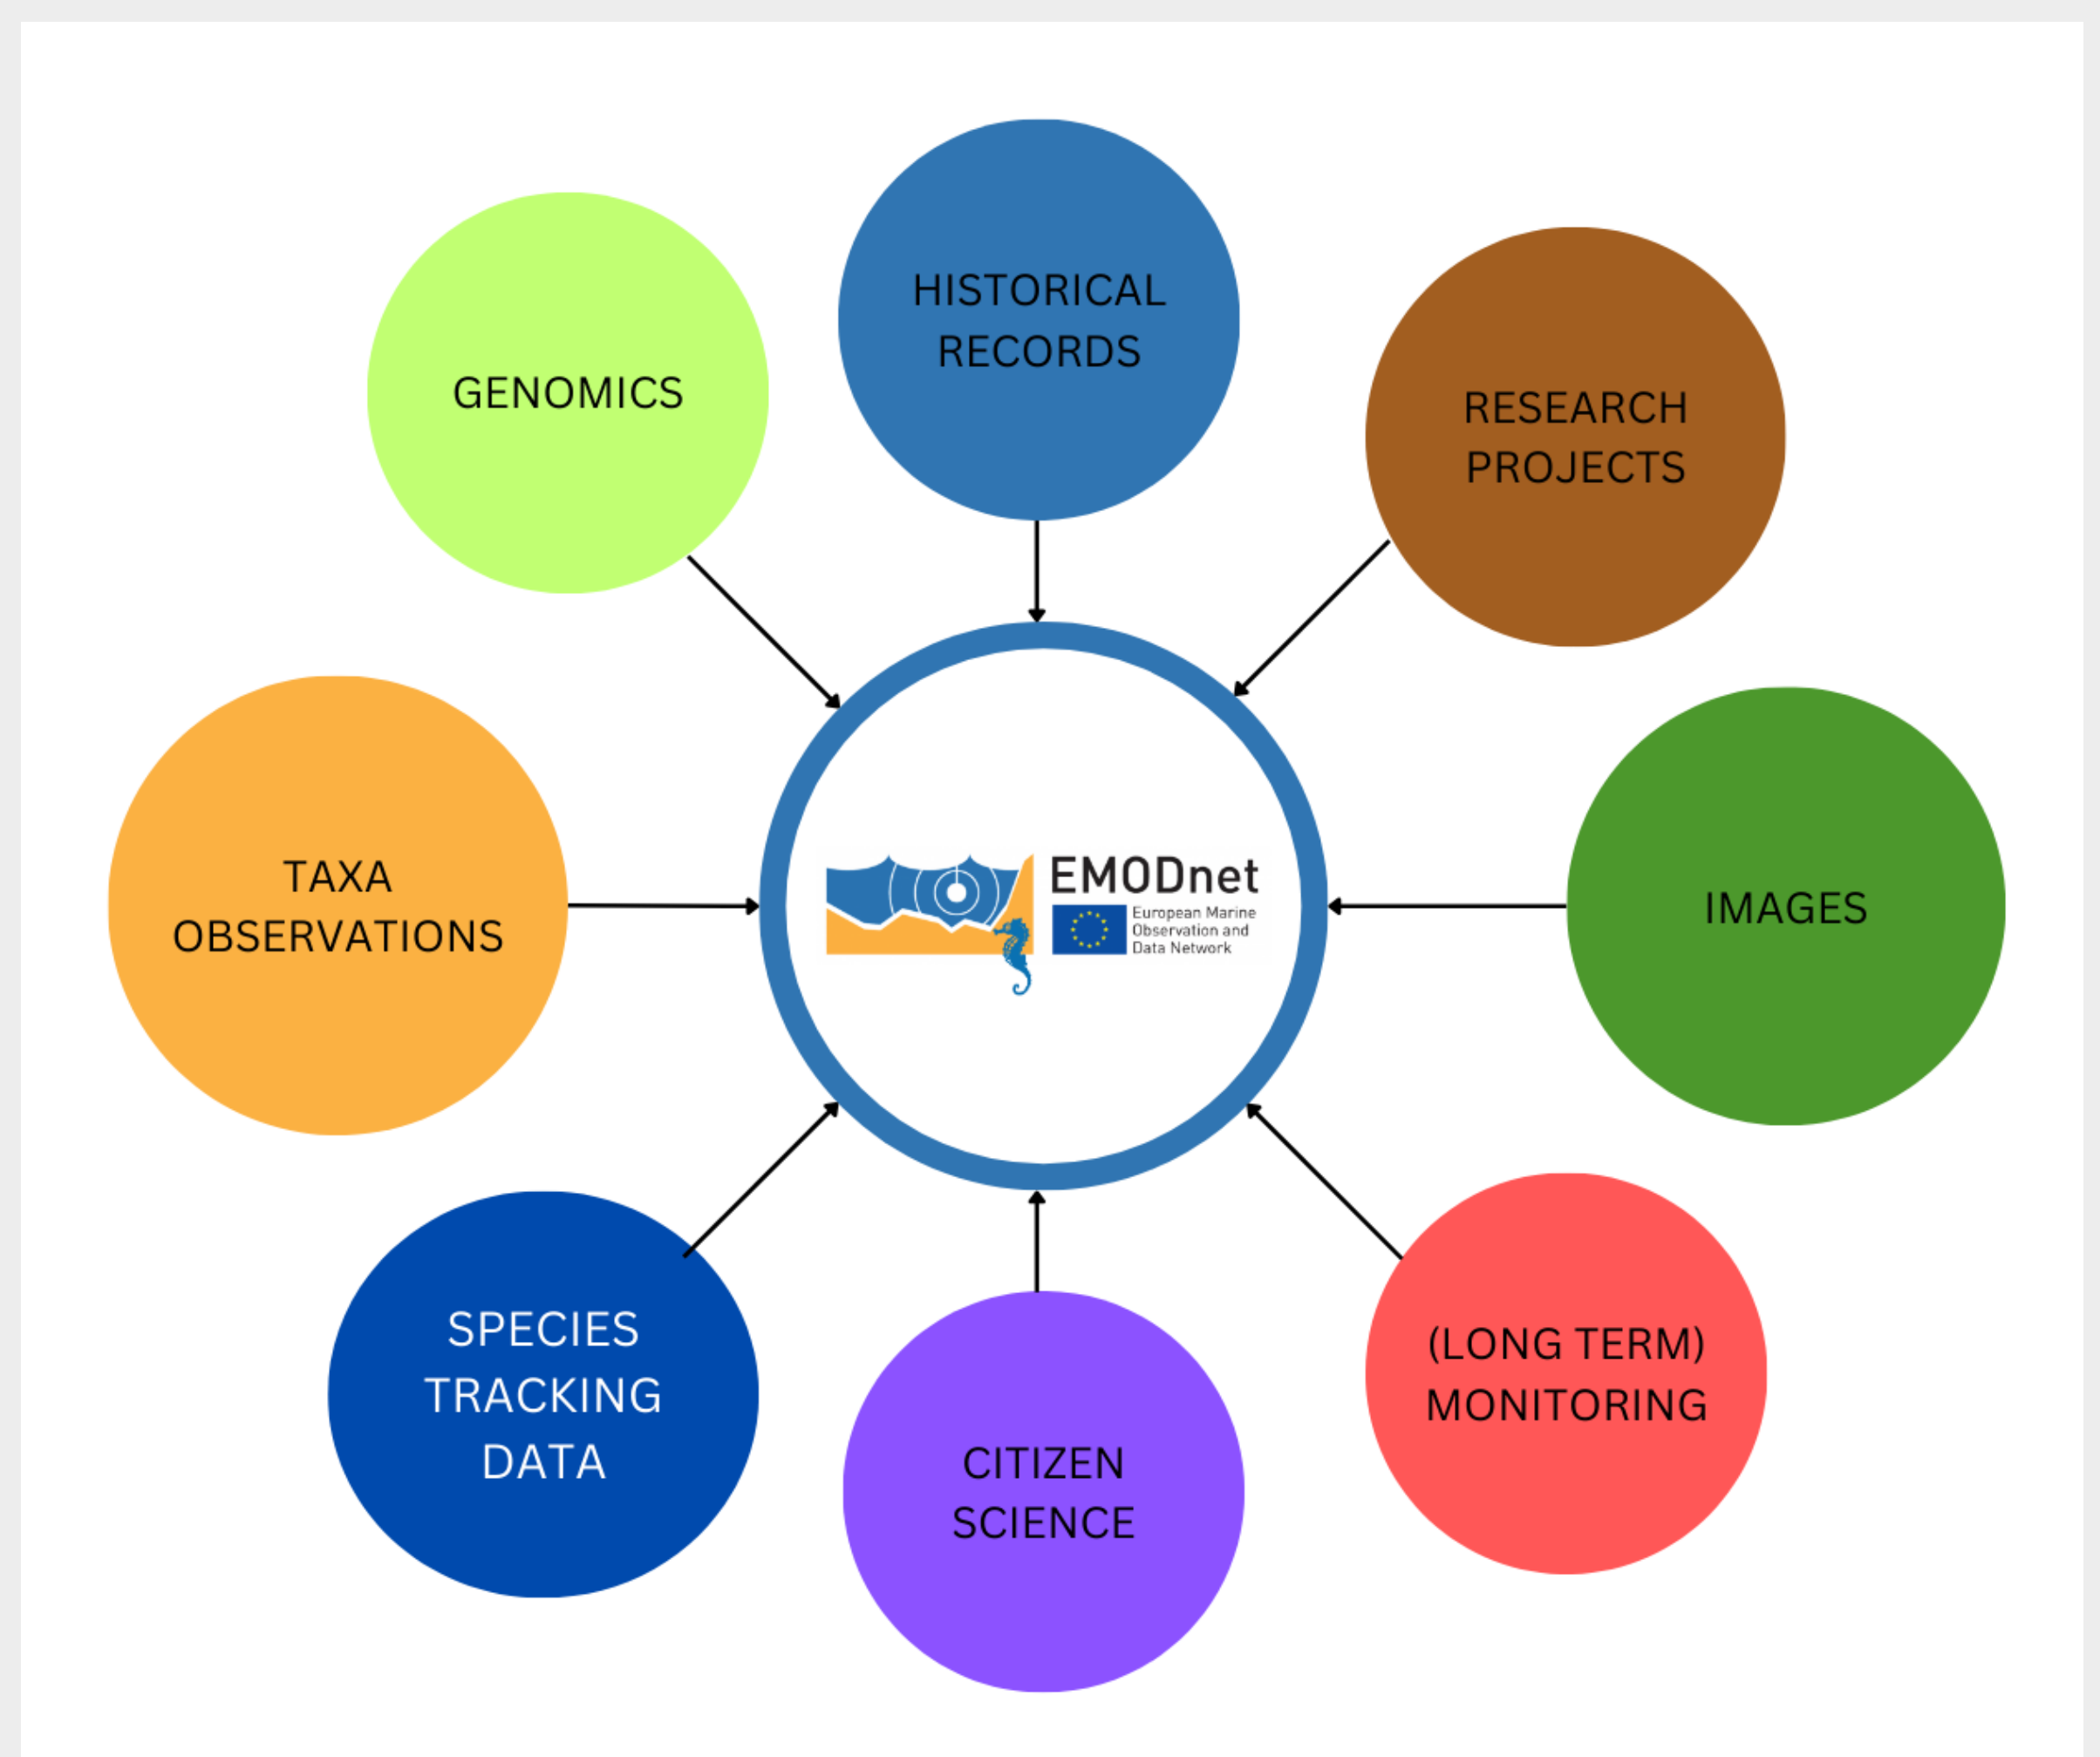 HISTORICAL
RECORDS
GENOMICS
RESEARCH
PROJECTS
TAXA
OBSERVATIONS
EMODnet
European Marine
Observation and
Data Network
IMAGES
SPECIES
TRACKING
DATA
(LONG TERM)
MONITORING
CITIZEN
SCIENCE